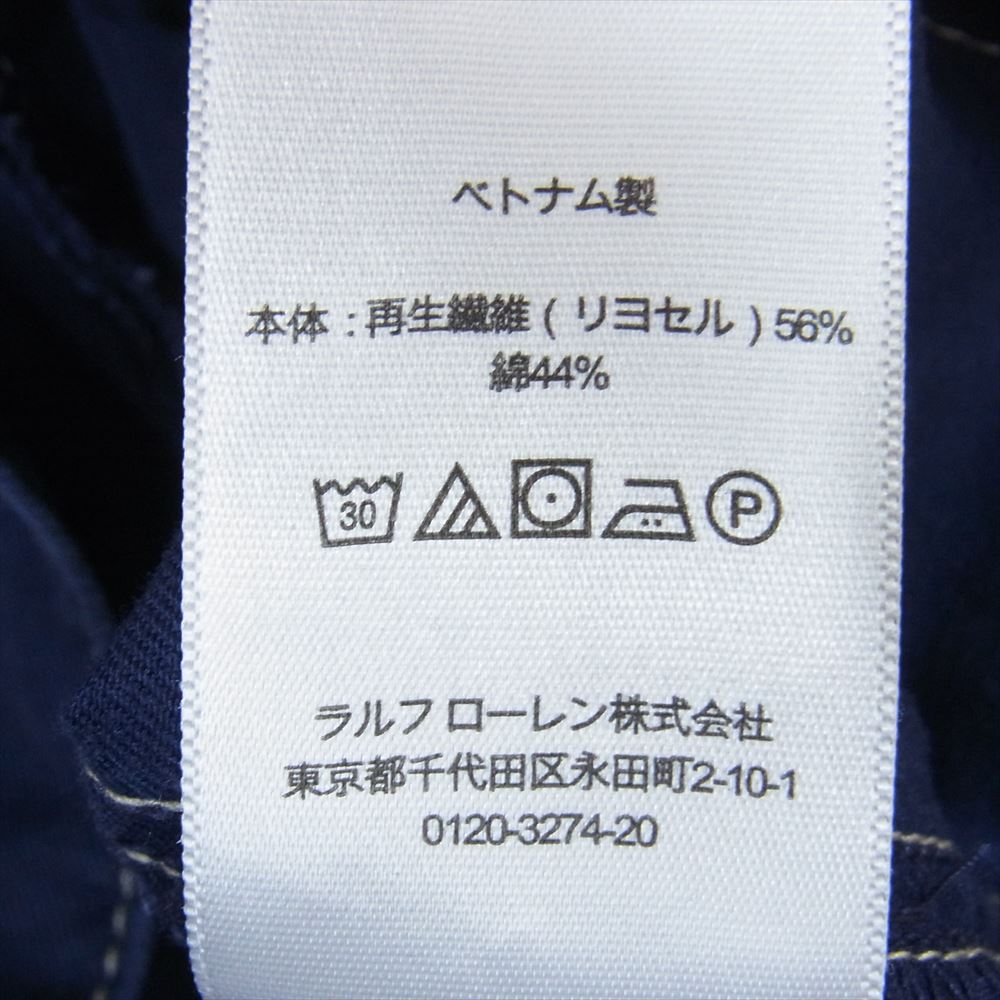 ベトナム製
本体 : 再生繊維 ( リヨセル ) 56%
綿44%
30 P
ラルフ ローレン株式会社
東京都千代田区永田町2-10-1
0120-3274-20